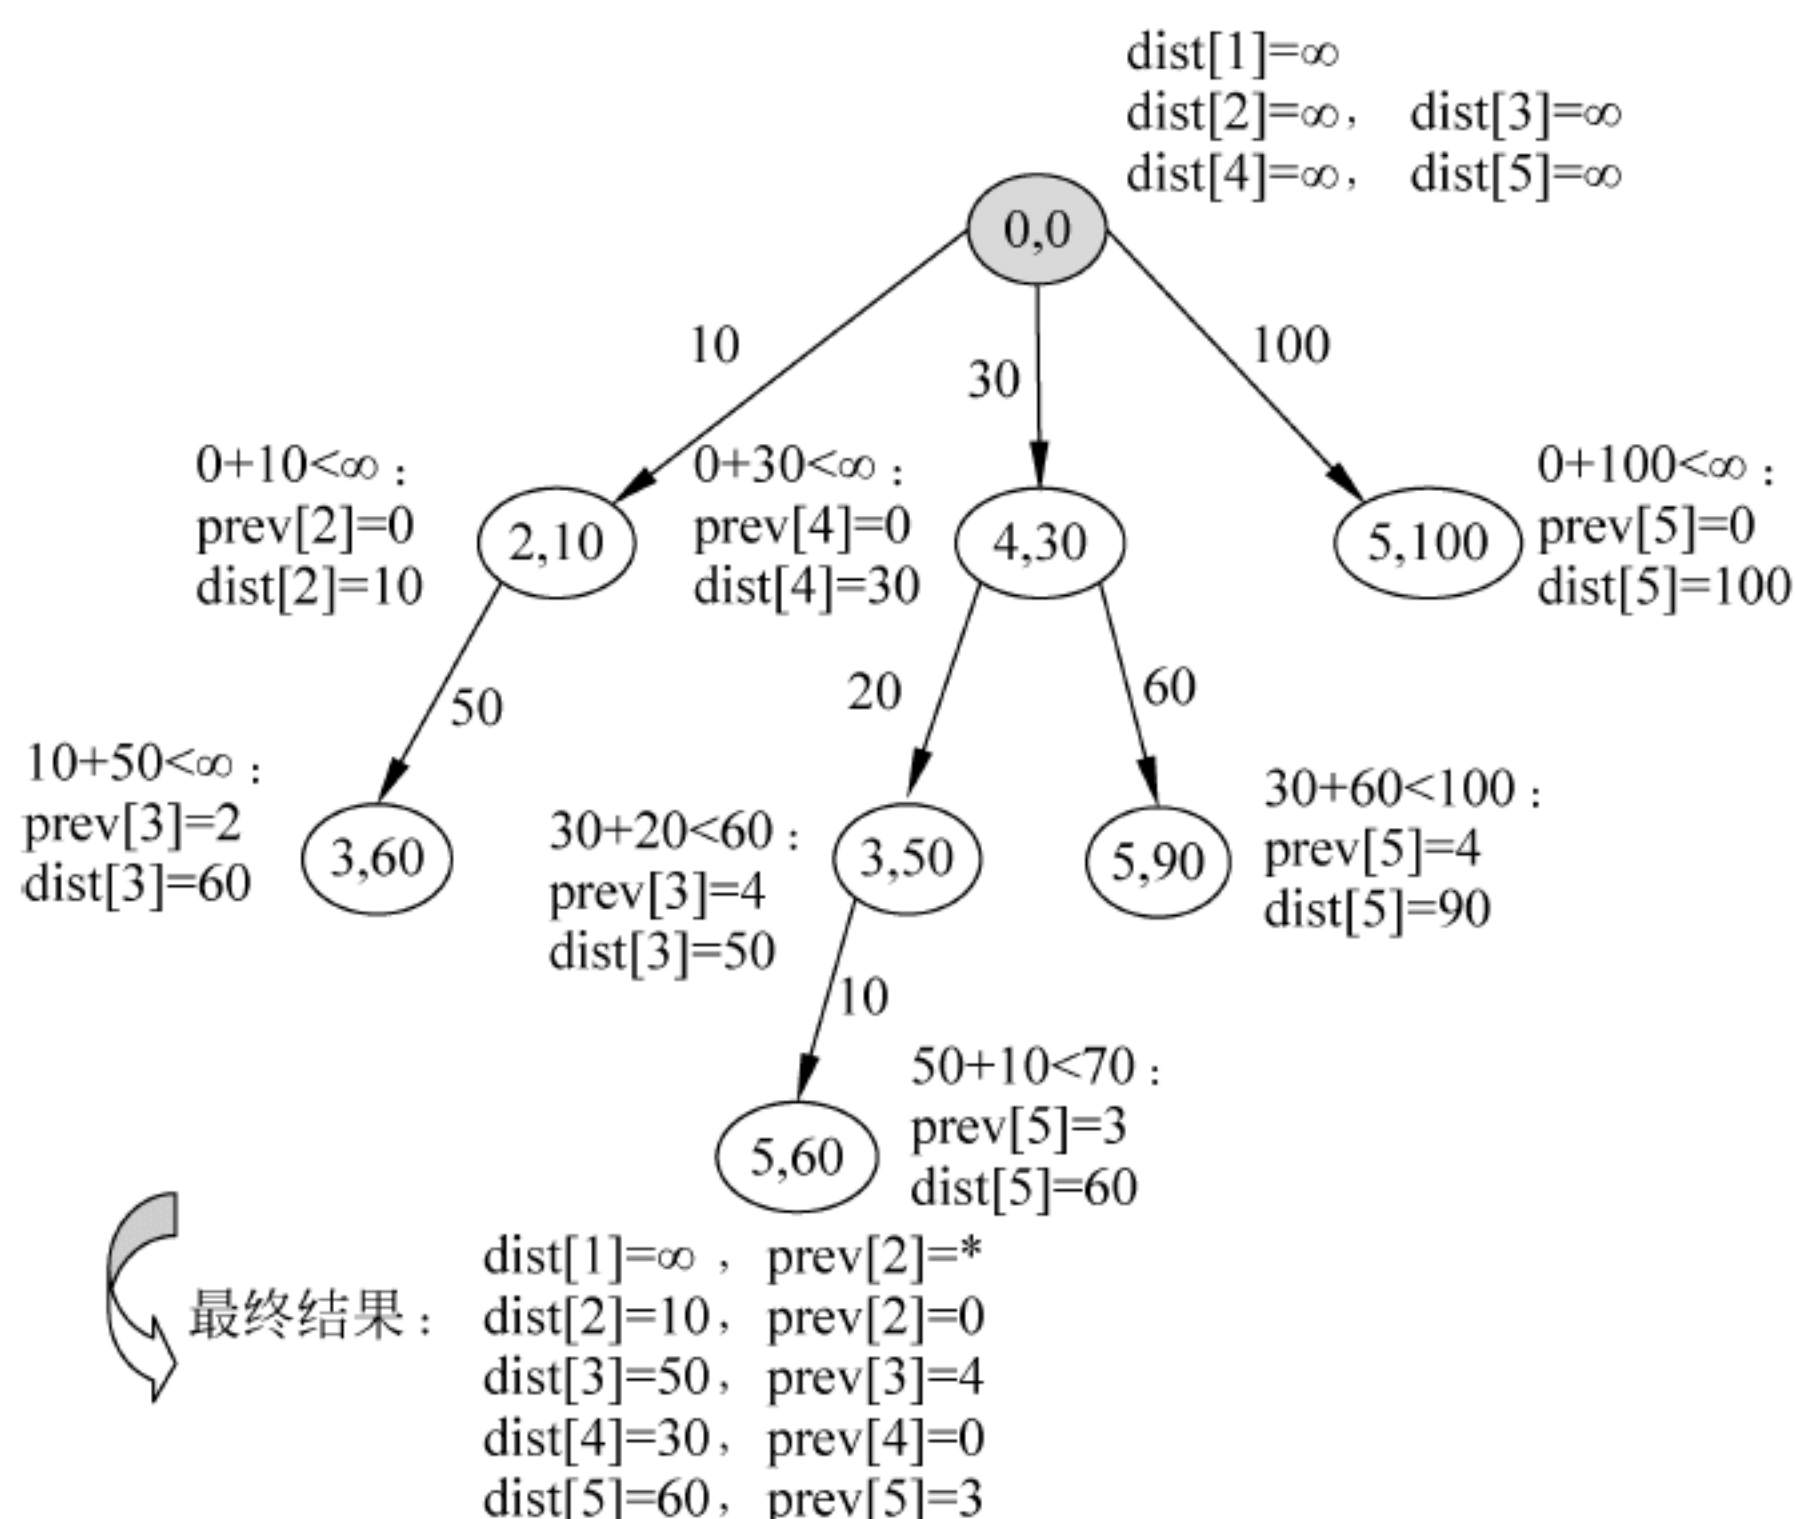 dist[1]=∞
dist[2]=∞， dist[3]=∞
dist[4]=∞， dist[5]=∞
0,0
10
30
100
0+10<∞：
prev[2]=0
dist[2]=10
2,10
0+30<∞：
prev[4]=0
dist[4]=30
4,30
5,100
0+100<∞：
prev[5]=0
dist[5]=100
50
20
60
10+50<∞：
prev[3]=2
dist[3]=60
3,60
30+20<60：
prev[3]=4
dist[3]=50
3,50
5,90
30+60<100：
prev[5]=4
dist[5]=90
10
5,60
50+10<70：
prev[5]=3
dist[5]=60
最终结果：
dist[1]=∞， prev[2]=*
dist[2]=10， prev[2]=0
dist[3]=50， prev[3]=4
dist[4]=30， prev[4]=0
dist[5]=60， prev[5]=3